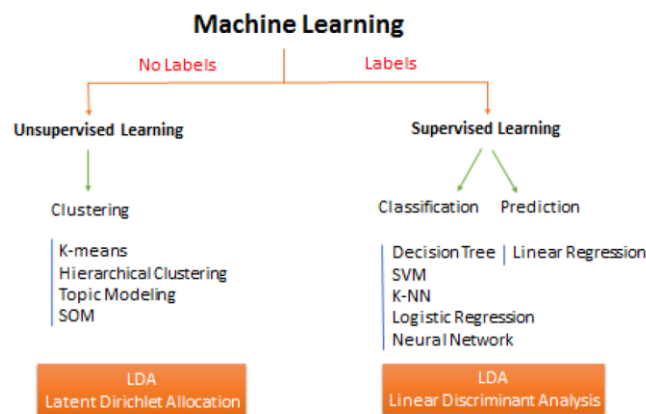 Machine Learning
No Labels
Labels
Unsupervised Learning
Supervised Learning
Clustering
K-means
Hierarchical Clustering
Topic Modeling
SOM
Classification
Prediction
Decision Tree
SVM
K-NN
Logistic Regression
Neural Network
Linear Regression
LDA
Latent Dirichlet Allocation
LDA
Linear Discriminant Analysis